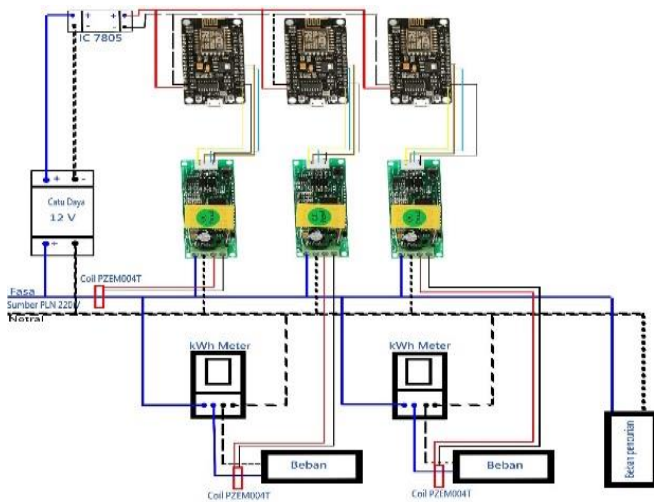 IC 7805
Catu Daya
12 V
Coil PZEM004T
Fasa
Sumber PLN 220V
Netral
kWh Meter
kWh Meter
Beban
Beban
Coil PZEM004T
Coil PZEM004T
Beban pencurian